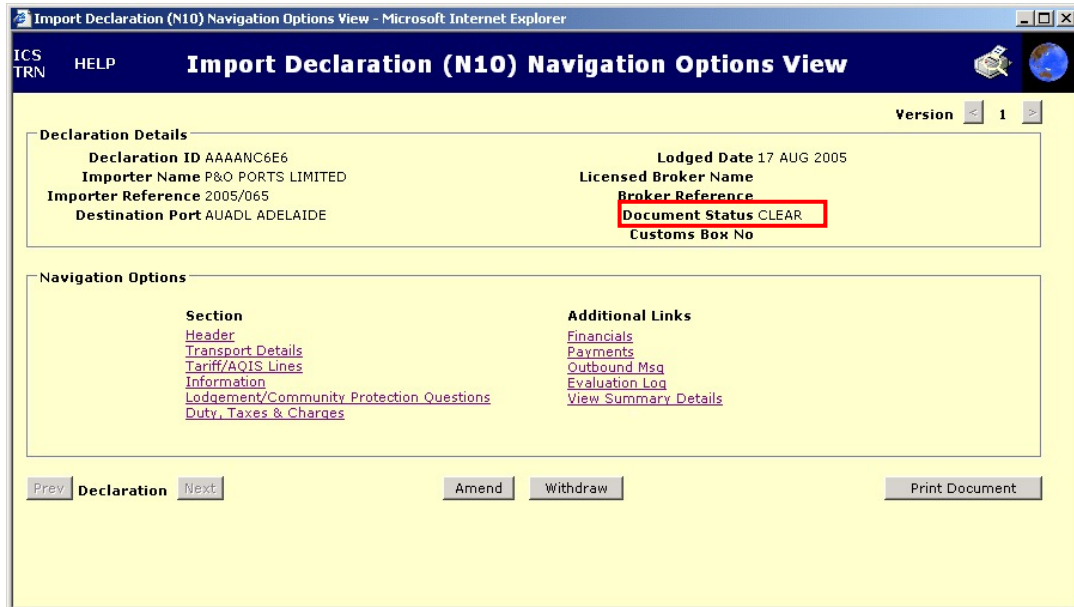 Import Declaration (N10) Navigation Options View - Microsoft Internet Explorer
ICS TRN HELP Import Declaration (N10) Navigation Options View
Version < 1 >
Declaration Details
Declaration ID AAAANC6E6 Lodged Date 17 AUG 2005
Importer Name P&O PORTS LIMITED Licensed Broker Name
Importer Reference 2005/065 Broker Reference
Destination Port AUADL ADELAIDE Document Status CLEAR
Customs Box No
Navigation Options
Section Additional Links
Header Financials
Transport Details Payments
Tariff/AQIS Lines Outbound Msg
Information Evaluation Log
Lodgement/Community Protection Questions View Summary Details
Duty, Taxes & Charges
Prev Declaration Next Amend Withdraw Print Document